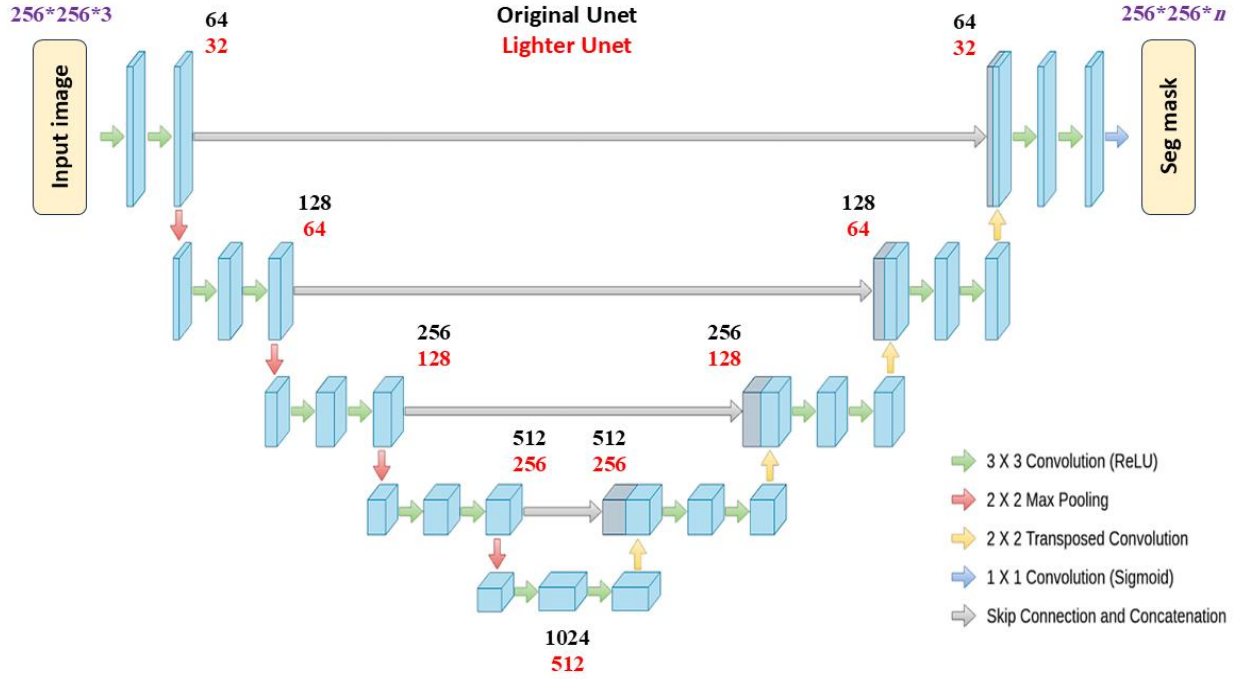 256*256*3
64
32
Original Unet
Lighter Unet
64
32
256*256*n
Input image
Seg mask
128
64
128
64
256
128
256
128
512
256
512
256
1024
512
3 X 3 Convolution (ReLU)
2 X 2 Max Pooling
2 X 2 Transposed Convolution
1 X 1 Convolution (Sigmoid)
Skip Connection and Concatenation